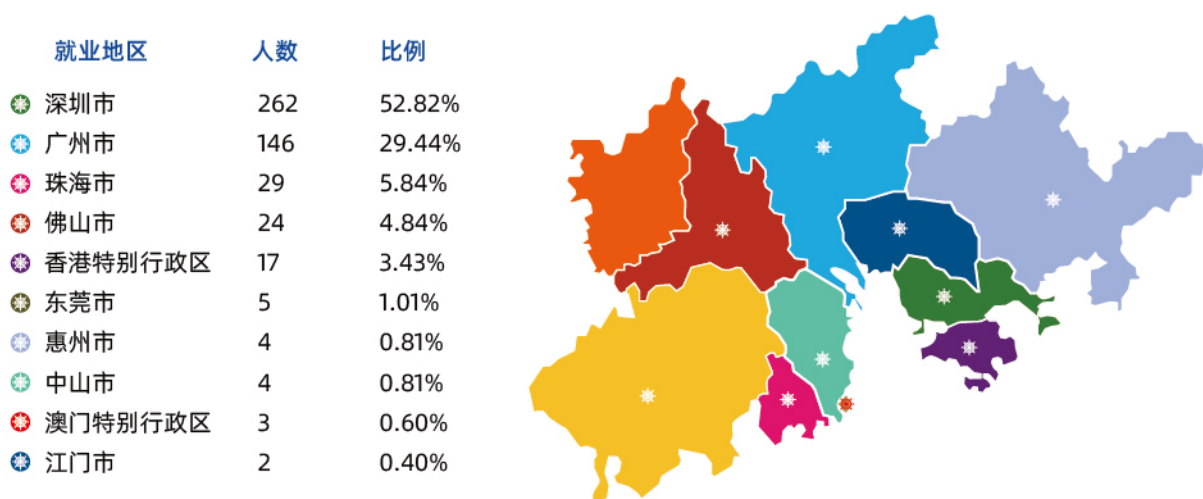 就业地区 人数 比例
深圳市 262 52.82%
广州市 146 29.44%
珠海市 29 5.84%
佛山市 24 4.84%
香港特别行政区 17 3.43%
东莞市 5 1.01%
惠州市 4 0.81%
中山市 4 0.81%
澳门特别行政区 3 0.60%
江门市 2 0.40%